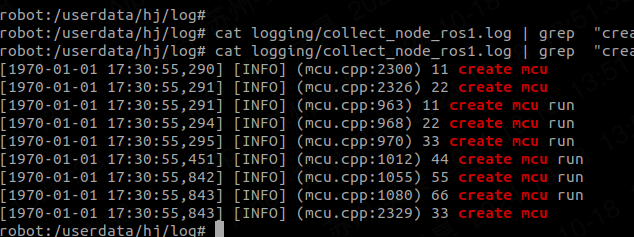 robot:/userdata/hj/log#
robot:/userdata/hj/log# cat logging/collect_node_ros1.log | grep  "crea
robot:/userdata/hj/log# cat logging/collect_node_ros1.log | grep  "crea
[1970-01-01 17:30:55,290] [INFO] (mcu.cpp:2300) 11 create mcu
[1970-01-01 17:30:55,291] [INFO] (mcu.cpp:2326) 22 create mcu
[1970-01-01 17:30:55,294] [INFO] (mcu.cpp:963) 11 create mcu run
[1970-01-01 17:30:55,294] [INFO] (mcu.cpp:968) 22 create mcu run
[1970-01-01 17:30:55,295] [INFO] (mcu.cpp:970) 33 create mcu run
[1970-01-01 17:30:55,451] [INFO] (mcu.cpp:1012) 44 create mcu run
[1970-01-01 17:30:55,842] [INFO] (mcu.cpp:1055) 55 create mcu run
[1970-01-01 17:30:55,843] [INFO] (mcu.cpp:1080) 66 create mcu run
[1970-01-01 17:30:55,843] [INFO] (mcu.cpp:2329) 33 create mcu
robot:/userdata/hj/log#